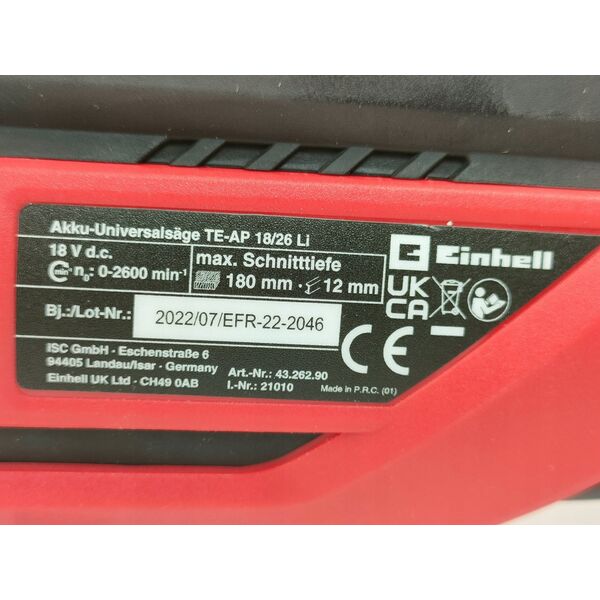 Akku-Universalsäge TE-AP 18/26 Li
18 V d.c.
min⁻¹ n₀: 0-2600 min⁻¹
max. Schnitttiefe
180 mm · 12 mm
Bj.:/Lot-Nr.: 2022/07/EFR-22-2046
ISC GmbH · Eschenstraße 6
94405 Landau/Isar · Germany
Einhell UK Ltd · CH49 0AB
Art.-Nr.: 43.262.90
I.-Nr.: 21010
Made in P.R.C. (01)
Einhell
UK
CA
CE